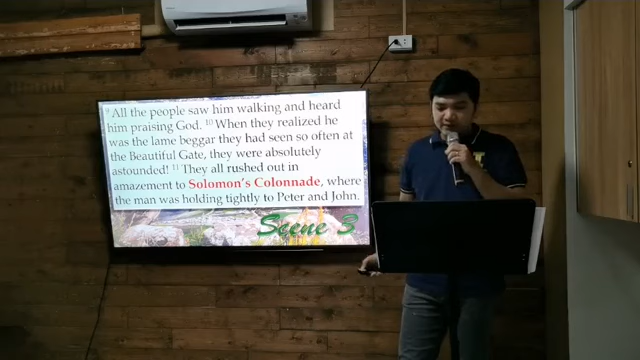 9 All the people saw him walking and heard
him praising God. 10 When they realized he
was the lame beggar they had seen so often at
the Beautiful Gate, they were absolutely
astounded! 11 They all rushed out in
amazement to Solomon's Colonnade, where
the man was holding tightly to Peter and John.
Scene 3